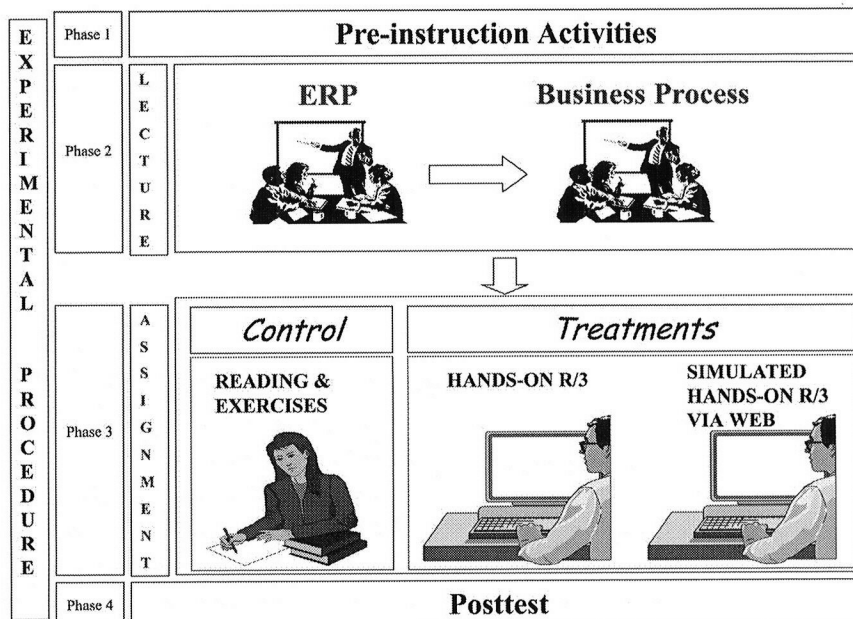 EXPERIMENTAL PROCEDURE
Phase 1
Pre-instruction Activities
Phase 2
LECTURE
ERP
Business Process
Phase 3
ASSIGNMENT
Control
Treatments
READING &
EXERCISES
HANDS-ON R/3
SIMULATED
HANDS-ON R/3
VIA WEB
Phase 4
Posttest